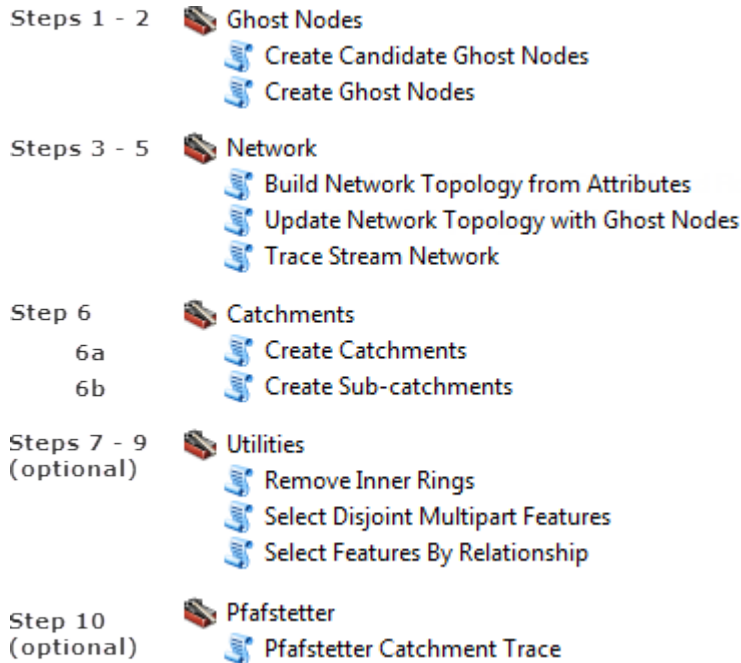 Steps 1 - 2 Ghost Nodes
Create Candidate Ghost Nodes
Create Ghost Nodes
Steps 3 - 5 Network
Build Network Topology from Attributes
Update Network Topology with Ghost Nodes
Trace Stream Network
Step 6 Catchments
6a Create Catchments
6b Create Sub-catchments
Steps 7 - 9 Utilities
(optional) Remove Inner Rings
Select Disjoint Multipart Features
Select Features By Relationship
Step 10 Pfafstetter
(optional) Pfafstetter Catchment Trace